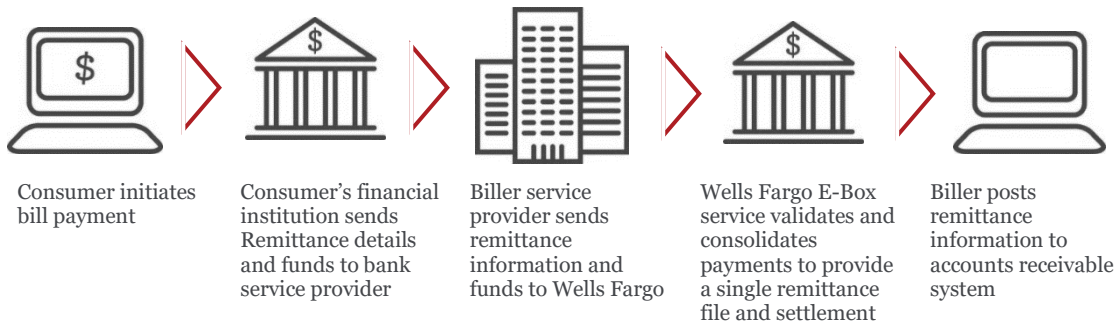 $
$
$
Consumer initiates
bill payment
Consumer’s financial
institution sends
Remittance details
and funds to bank
service provider
Biller service
provider sends
remittance
information and
funds to Wells Fargo
Wells Fargo E-Box
service validates and
consolidates
payments to provide
a single remittance
file and settlement
Biller posts
remittance
information to
accounts receivable
system